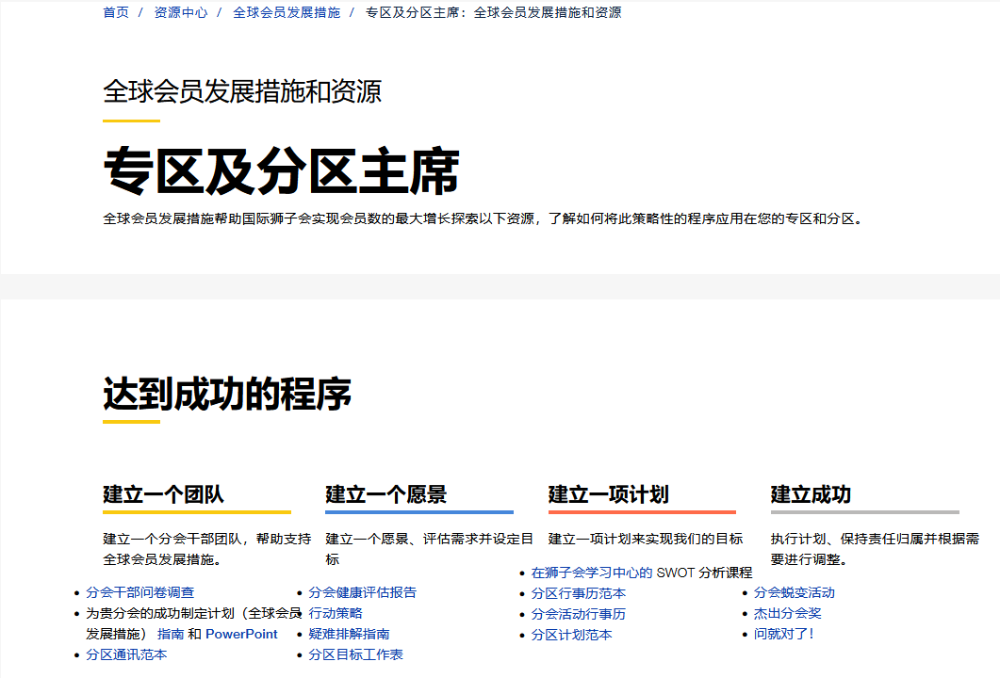 首页 / 资源中心 / 全球会员发展措施 / 专区及分区主席：全球会员发展措施和资源
全球会员发展措施和资源
专区及分区主席
全球会员发展措施帮助国际狮子会实现会员数的最大增长探索以下资源，了解如何将此策略性的程序应用在您的专区和分区。
达到成功的程序
建立一个团队
建立一个分会干部团队，帮助支持
全球会员发展措施。
分会干部问卷调查
为贵分会的成功制定计划（全球会员
发展措施） 指南 和 PowerPoint
分区通讯范本
建立一个愿景
建立一个愿景、评估需求并设定目
标
分会健康评估报告
行动策略
疑难排解指南
分区目标工作表
建立一项计划
建立一项计划来实现我们的目标
在狮子会学习中心的 SWOT 分析课程
分区行事历范本
分会活动行事历
分区计划范本
建立成功
执行计划、保持责任归属并根据需
要进行调整。
分会蜕变活动
杰出分会奖
问就对了！